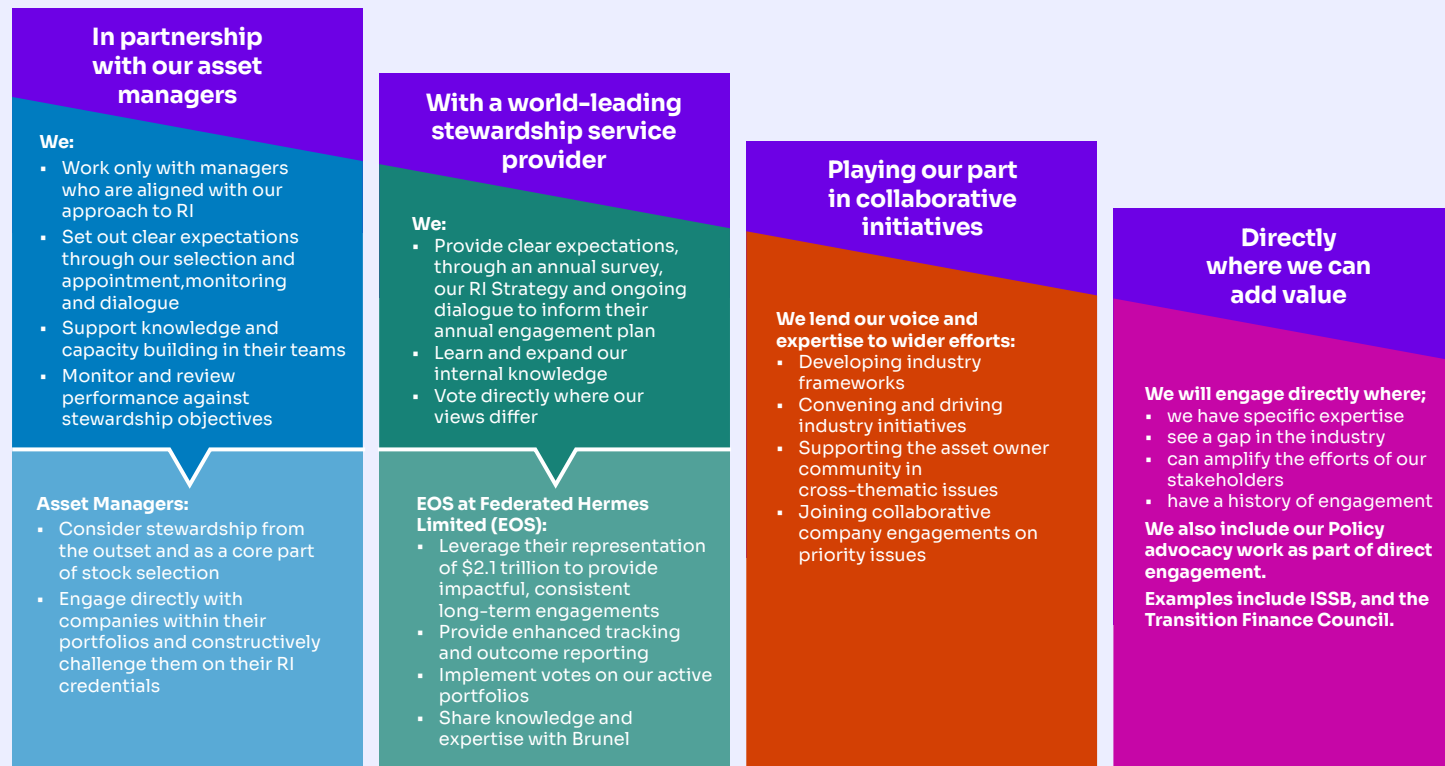 In partnership
with our asset
managers
We:
▪ Work only with managers
who are aligned with our
approach to RI
▪ Set out clear expectations
through our selection and
appointment,monitoring
and dialogue
▪ Support knowledge and
capacity building in their teams
▪ Monitor and review
performance against
stewardship objectives
Asset Managers:
▪ Consider stewardship from
the outset and as a core part
of stock selection
▪ Engage directly with
companies within their
portfolios and constructively
challenge them on their RI
credentials
With a world-leading
stewardship service
provider
We:
▪ Provide clear expectations,
through an annual survey,
our RI Strategy and ongoing
dialogue to inform their
annual engagement plan
▪ Learn and expand our
internal knowledge
▪ Vote directly where our
views differ
EOS at Federated Hermes
Limited (EOS):
▪ Leverage their representation
of $2.1 trillion to provide
impactful, consistent
long-term engagements
▪ Provide enhanced tracking
and outcome reporting
▪ Implement votes on our active
portfolios
▪ Share knowledge and
expertise with Brunel
Playing our part
in collaborative
initiatives
We lend our voice and
expertise to wider efforts:
▪ Developing industry
frameworks
▪ Convening and driving
industry initiatives
▪ Supporting the asset owner
community in
cross-thematic issues
▪ Joining collaborative
company engagements on
priority issues
Directly
where we can
add value
We will engage directly where;
▪ we have specific expertise
▪ see a gap in the industry
▪ can amplify the efforts of our
stakeholders
▪ have a history of engagement
We also include our Policy
advocacy work as part of direct
engagement.
Examples include ISSB, and the
Transition Finance Council.